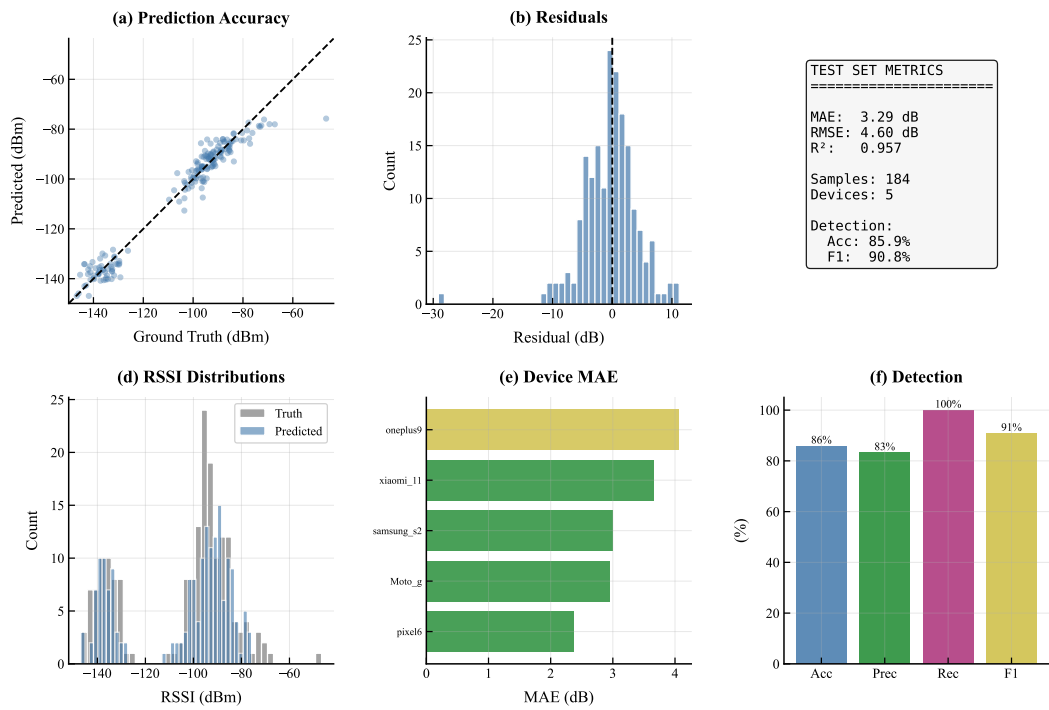 (a) Prediction Accuracy
Predicted (dBm)
−60
−80
−100
−120
−140
−140
−120
−100
−80
−60
Ground Truth (dBm)
(b) Residuals
Count
25
20
15
10
5
0
−30
−20
−10
0
10
Residual (dB)
TEST SET METRICS
======================
MAE:  3.29 dB
RMSE: 4.60 dB
R²:   0.957
Samples: 184
Devices: 5
Detection:
Acc: 85.9%
F1:  90.8%
(d) RSSI Distributions
Truth
Predicted
Count
25
20
15
10
5
0
−140
−120
−100
−80
−60
RSSI (dBm)
(e) Device MAE
oneplus9
xiaomi_11
samsung_s2
Moto_g
pixel6
0
1
2
3
4
MAE (dB)
(f) Detection
(%)
100
80
60
40
20
0
86%
83%
100%
91%
Acc
Prec
Rec
F1